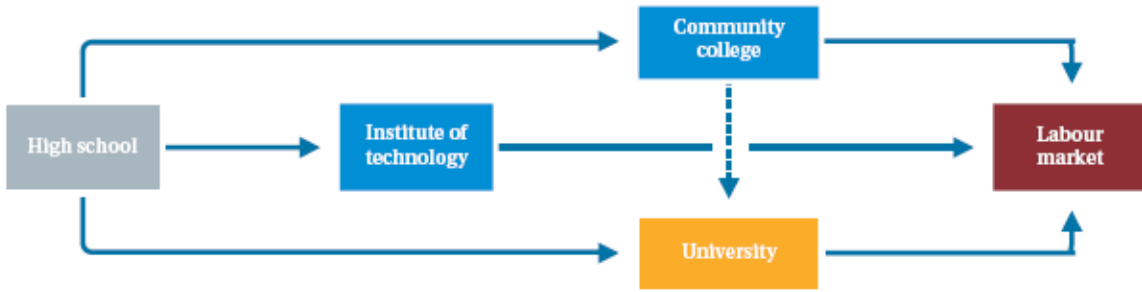 Community
college
High school
Institute of
technology
Labour
market
University